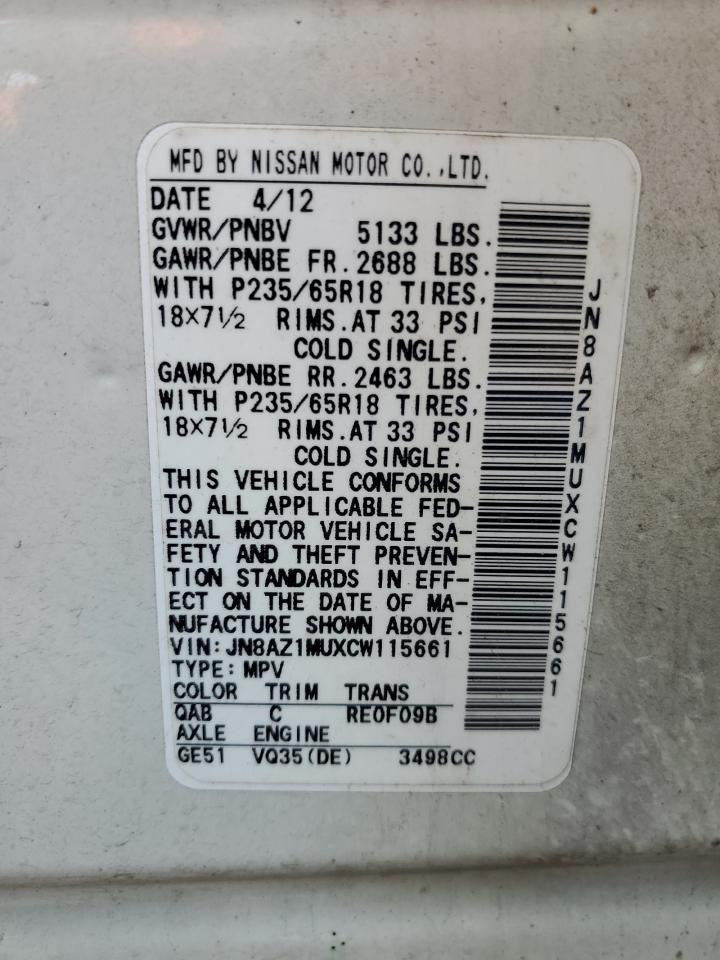 MFD BY NISSAN MOTOR CO.,LTD.
DATE 4/12
GVWR/PNBV 5133 LBS.
GAWR/PNBE FR.2688 LBS.
WITH P235/65R18 TIRES,
18×7½ RIMS.AT 33 PSI
COLD SINGLE.
GAWR/PNBE RR.2463 LBS.
WITH P235/65R18 TIRES,
18×7½ RIMS.AT 33 PSI
COLD SINGLE.
THIS VEHICLE CONFORMS
TO ALL APPLICABLE FED-
ERAL MOTOR VEHICLE SA-
FETY AND THEFT PREVEN-
TION STANDARDS IN EFF-
ECT ON THE DATE OF MA-
NUFACTURE SHOWN ABOVE.
VIN:JN8AZ1MUXCW115661
TYPE:MPV
COLOR TRIM TRANS
QAB C RE0F09B
AXLE ENGINE
GE51 VQ35(DE) 3498CC
JN8AZ1MUXCW115661